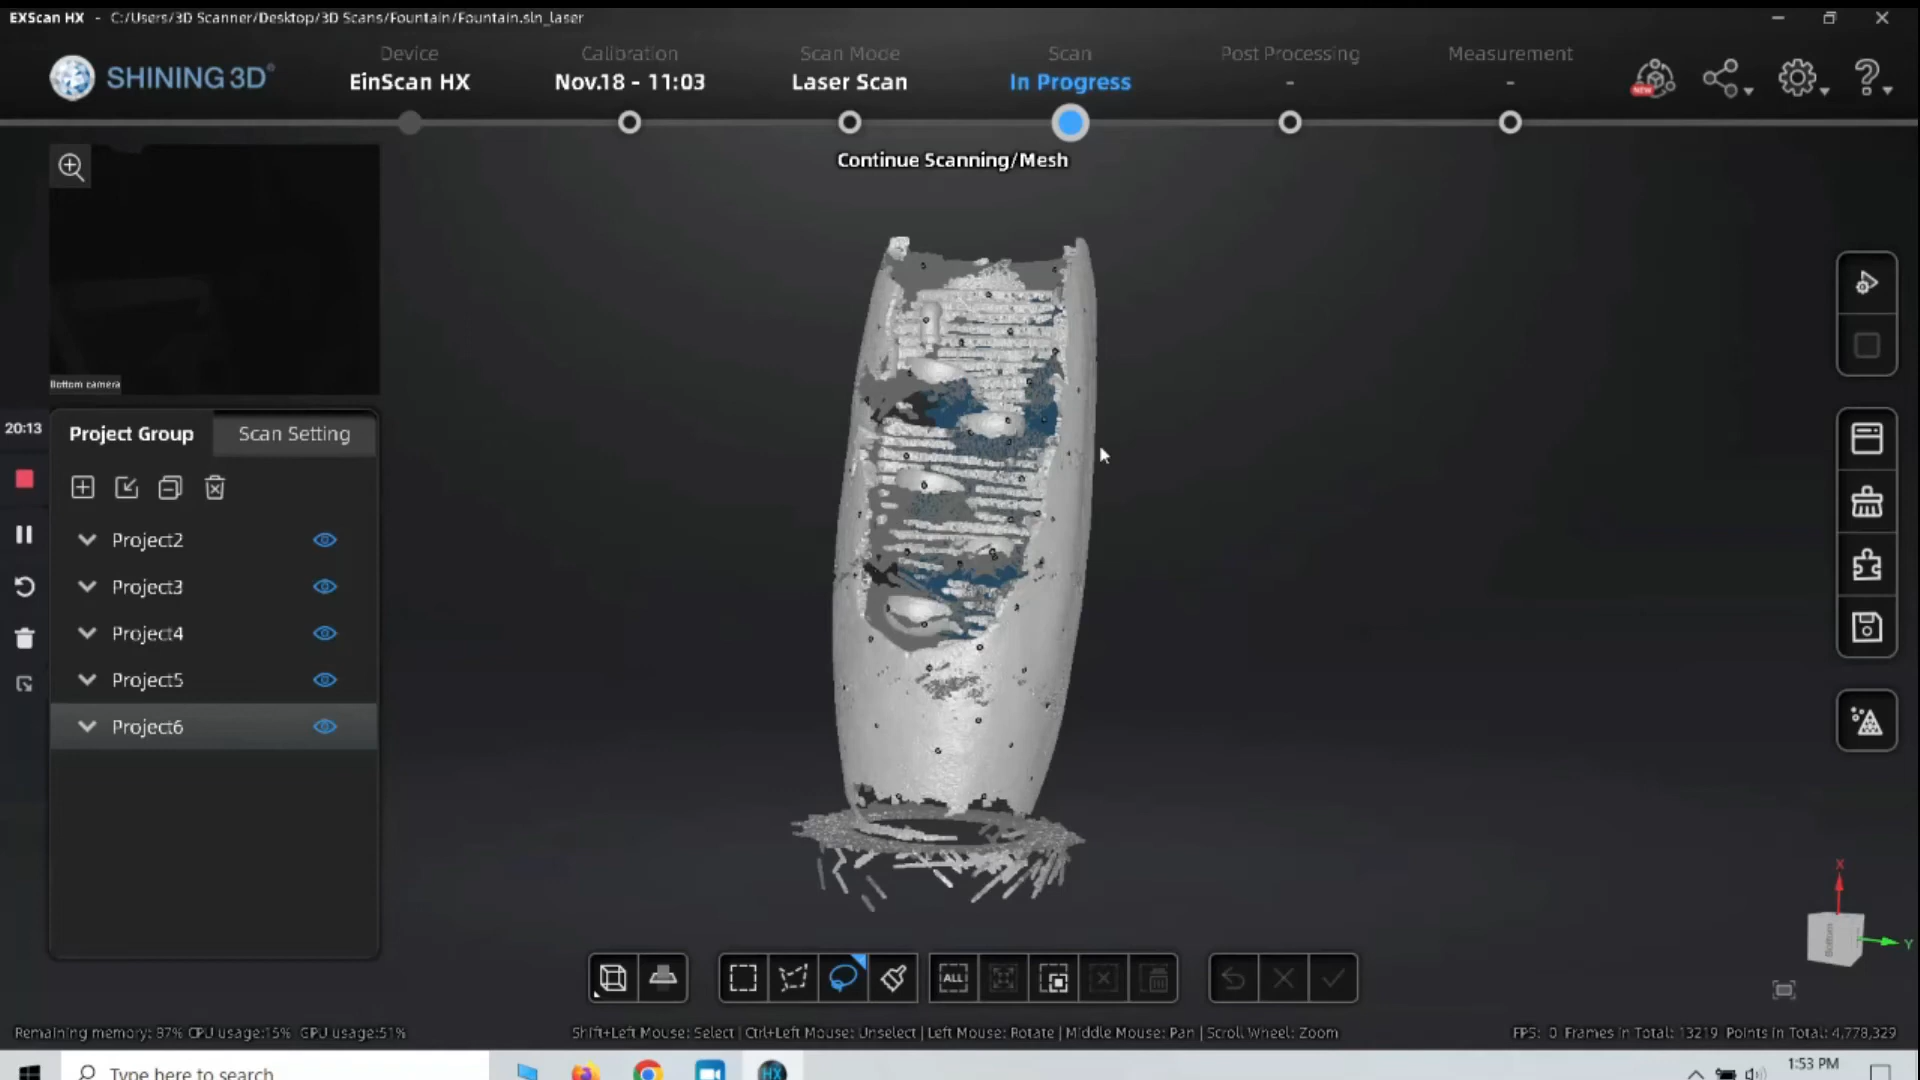 EXScan HX - C:/Users/3D Scanner/Desktop/3D Scans/Fountain/Fountain.sln_laser
SHINING 3D®
Device
EinScan HX
Calibration
Nov.18 - 11:03
Scan Mode
Laser Scan
Scan
In Progress
Post Processing
-
Measurement
-
NEW
Continue Scanning/Mesh
Bottom camera
20:13
Project Group
Scan Setting
Project2
Project3
Project4
Project5
Project6
ALL
X
Y
Bottom
Remaining memory: 87% CPU usage:15% GPU usage:51%
Shift+Left Mouse: Select | Ctrl+Left Mouse: Unselect | Left Mouse: Rotate | Middle Mouse: Pan | Scroll Wheel: Zoom
FPS: 0 Frames in Total: 13219 Points in Total: 4,778,329
Type here to search
HX
1:53 PM